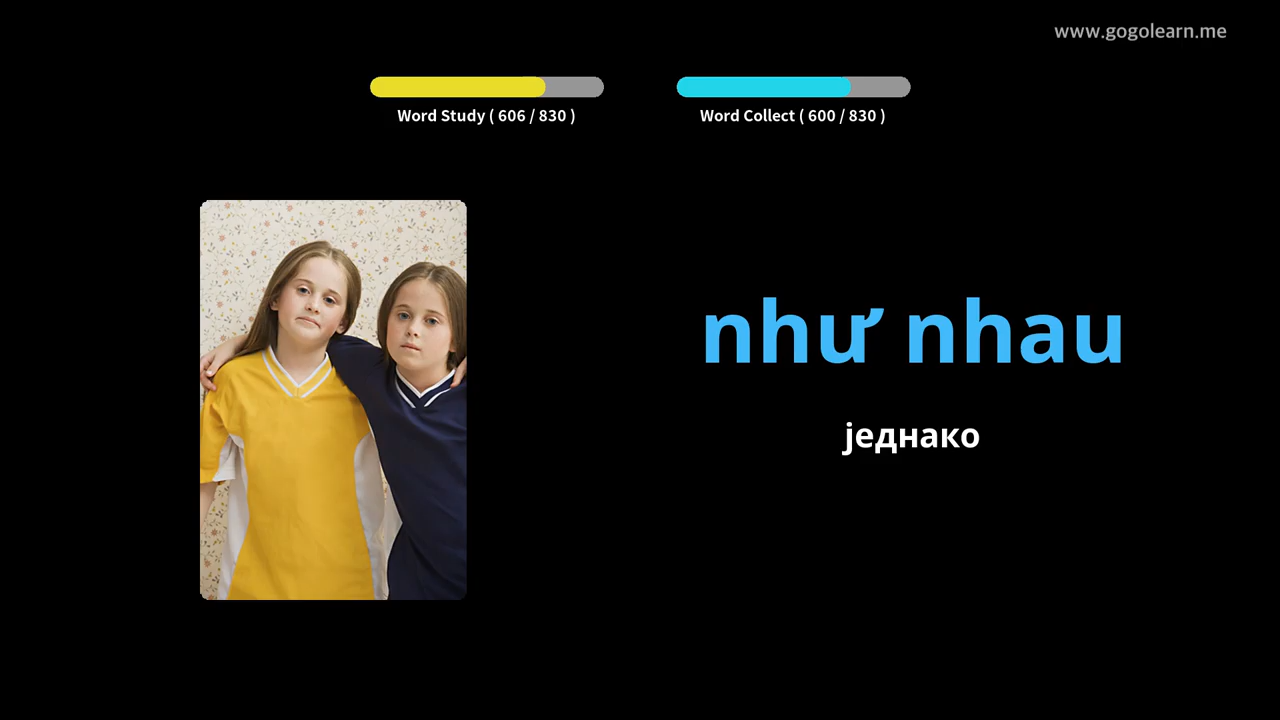 www.gogolearn.me
Word Study ( 606 / 830 )
Word Collect ( 600 / 830 )
như nhau
једнако